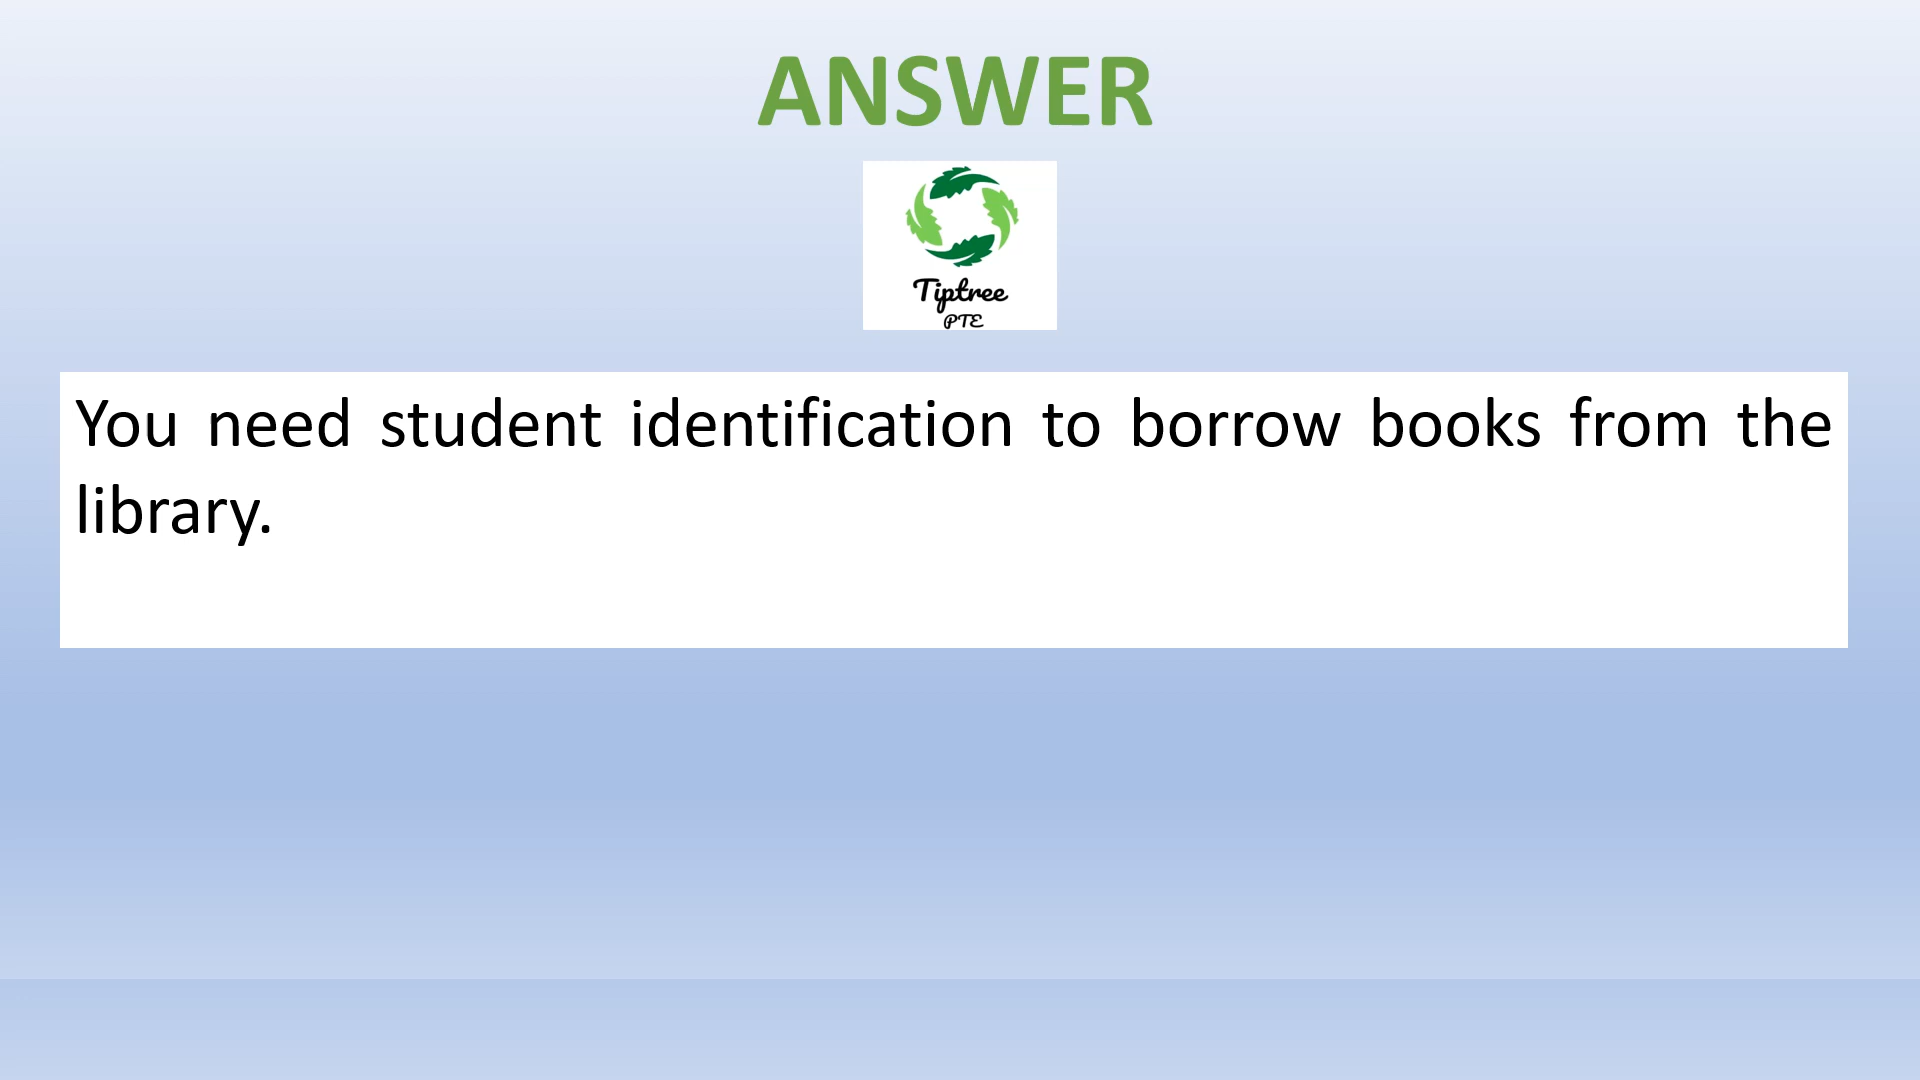 ANSWER
Tiptree
PTE
You need student identification to borrow books from the
library.